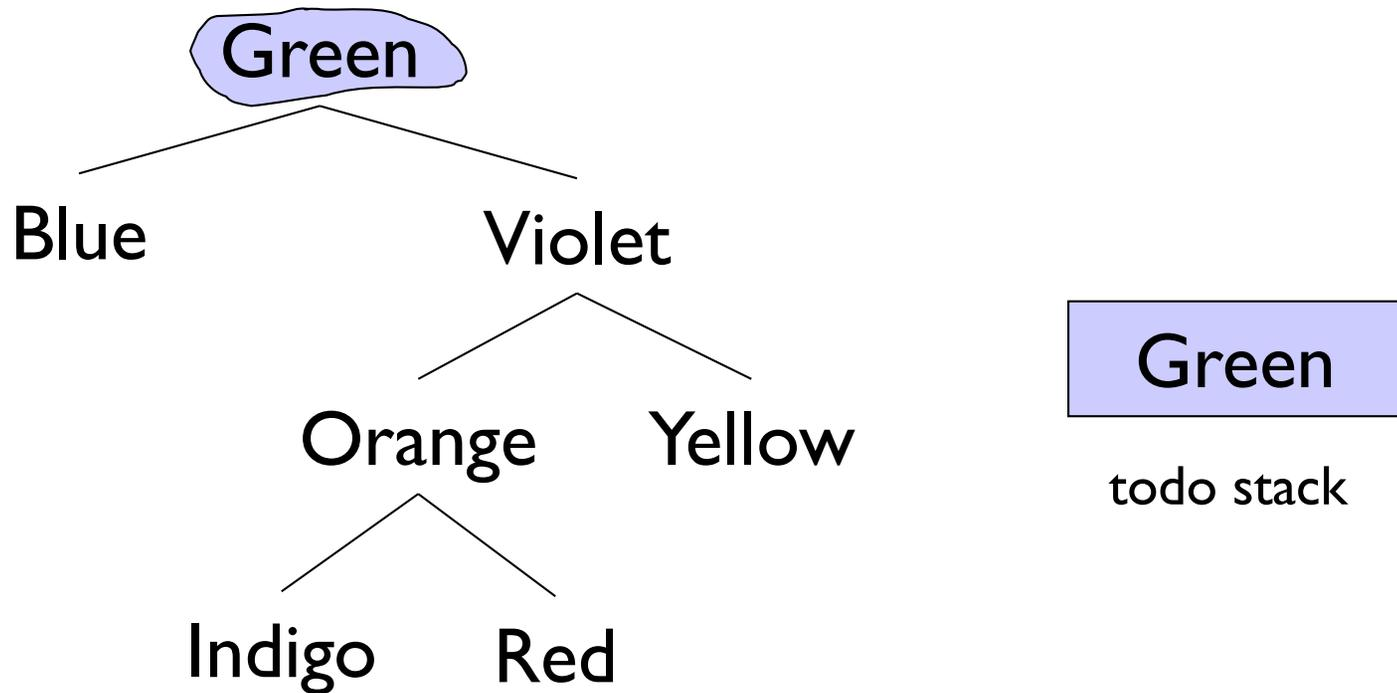 Green
Blue Violet
Green
Orange Yellow
todo stack
Indigo Red